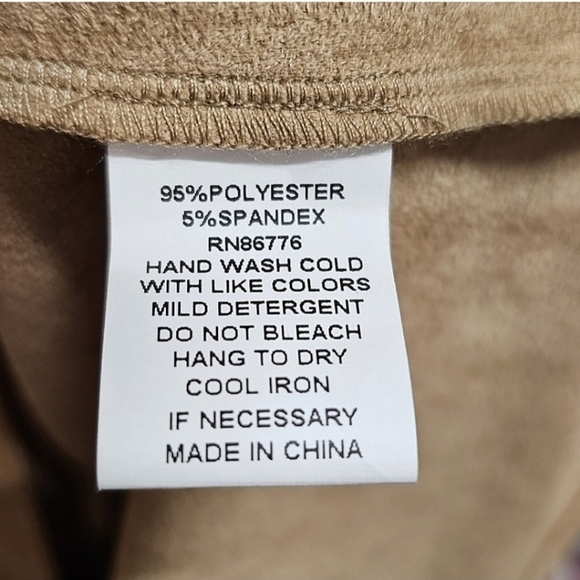 95%POLYESTER
5%SPANDEX
RN86776
HAND WASH COLD
WITH LIKE COLORS
MILD DETERGENT
DO NOT BLEACH
HANG TO DRY
COOL IRON
IF NECESSARY
MADE IN CHINA